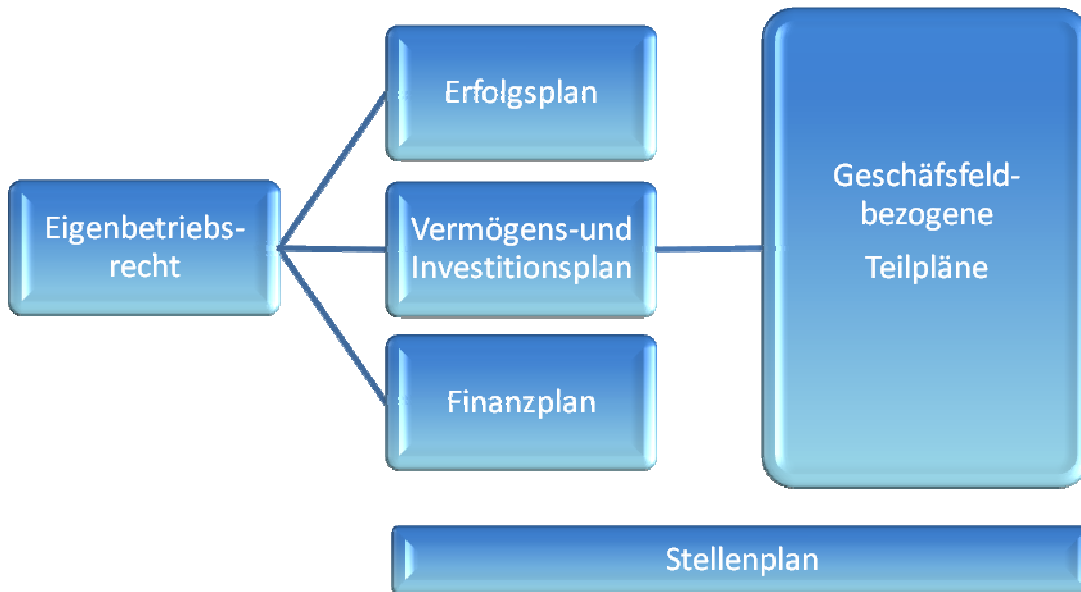 Eigenbetriebs-
recht
Erfolgsplan
Vermögens-und
Investitionsplan
Finanzplan
Geschäfsfeld-
bezogene
Teilpläne
Stellenplan